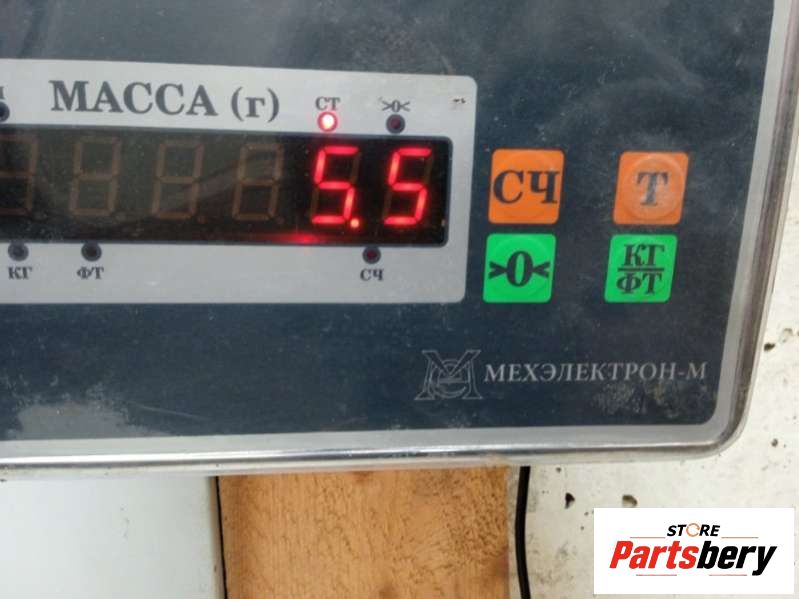 МАССА (г)
СТ >0<
5.5
КГ ФТ СЧ
СЧ Т
>0< КГ/ФТ
МЕХЭЛЕКТРОН-М
STORE
Partsbery